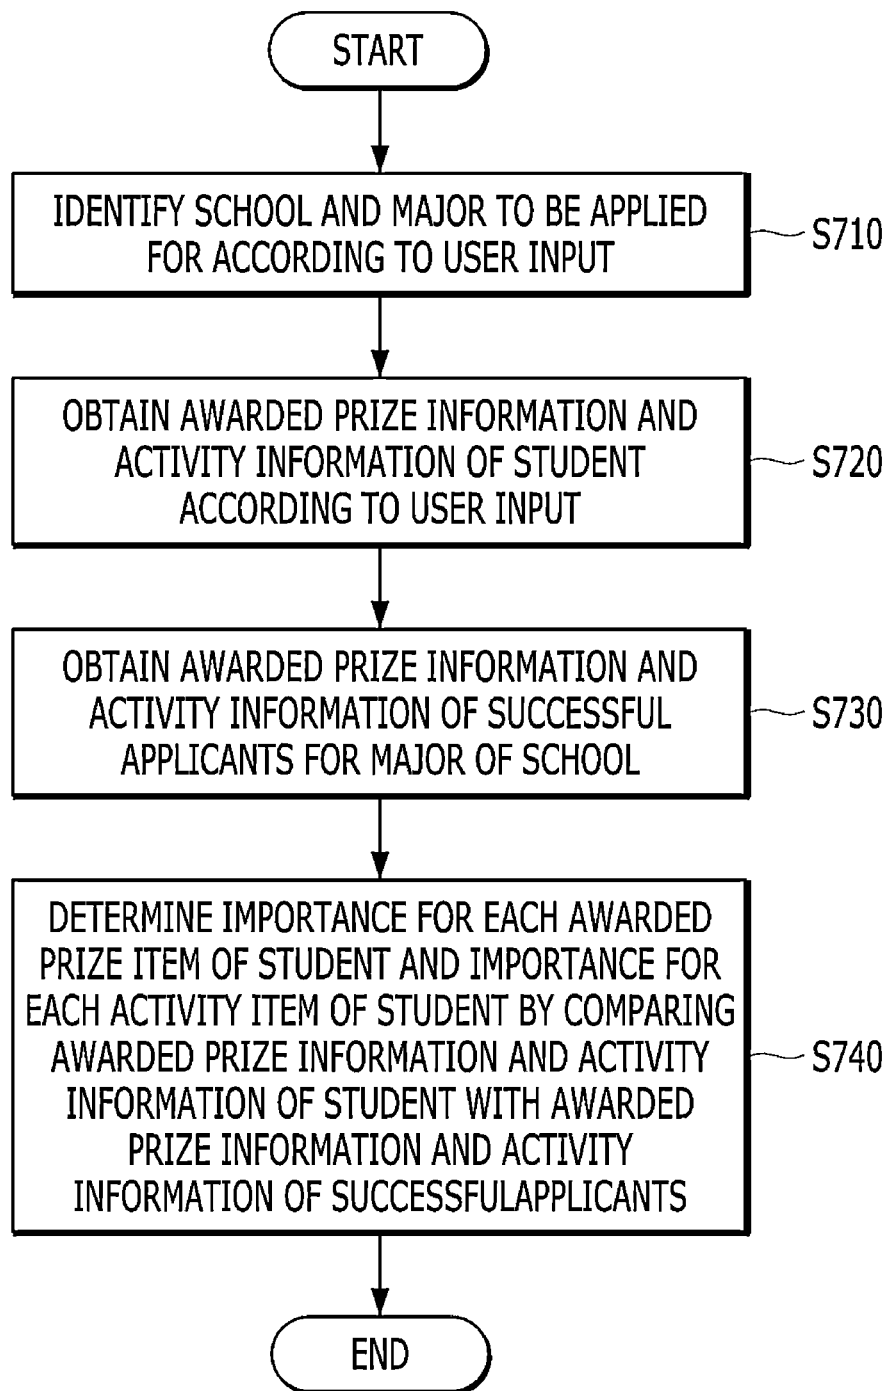 START
IDENTIFY SCHOOL AND MAJOR TO BE APPLIED
FOR ACCORDING TO USER INPUT
S710
OBTAIN AWARDED PRIZE INFORMATION AND
ACTIVITY INFORMATION OF STUDENT
ACCORDING TO USER INPUT
S720
OBTAIN AWARDED PRIZE INFORMATION AND
ACTIVITY INFORMATION OF SUCCESSFUL
APPLICANTS FOR MAJOR OF SCHOOL
S730
DETERMINE IMPORTANCE FOR EACH AWARDED
PRIZE ITEM OF STUDENT AND IMPORTANCE FOR
EACH ACTIVITY ITEM OF STUDENT BY COMPARING
AWARDED PRIZE INFORMATION AND ACTIVITY
INFORMATION OF STUDENT WITH AWARDED
PRIZE INFORMATION AND ACTIVITY
INFORMATION OF SUCCESSFULAPPLICANTS
S740
END